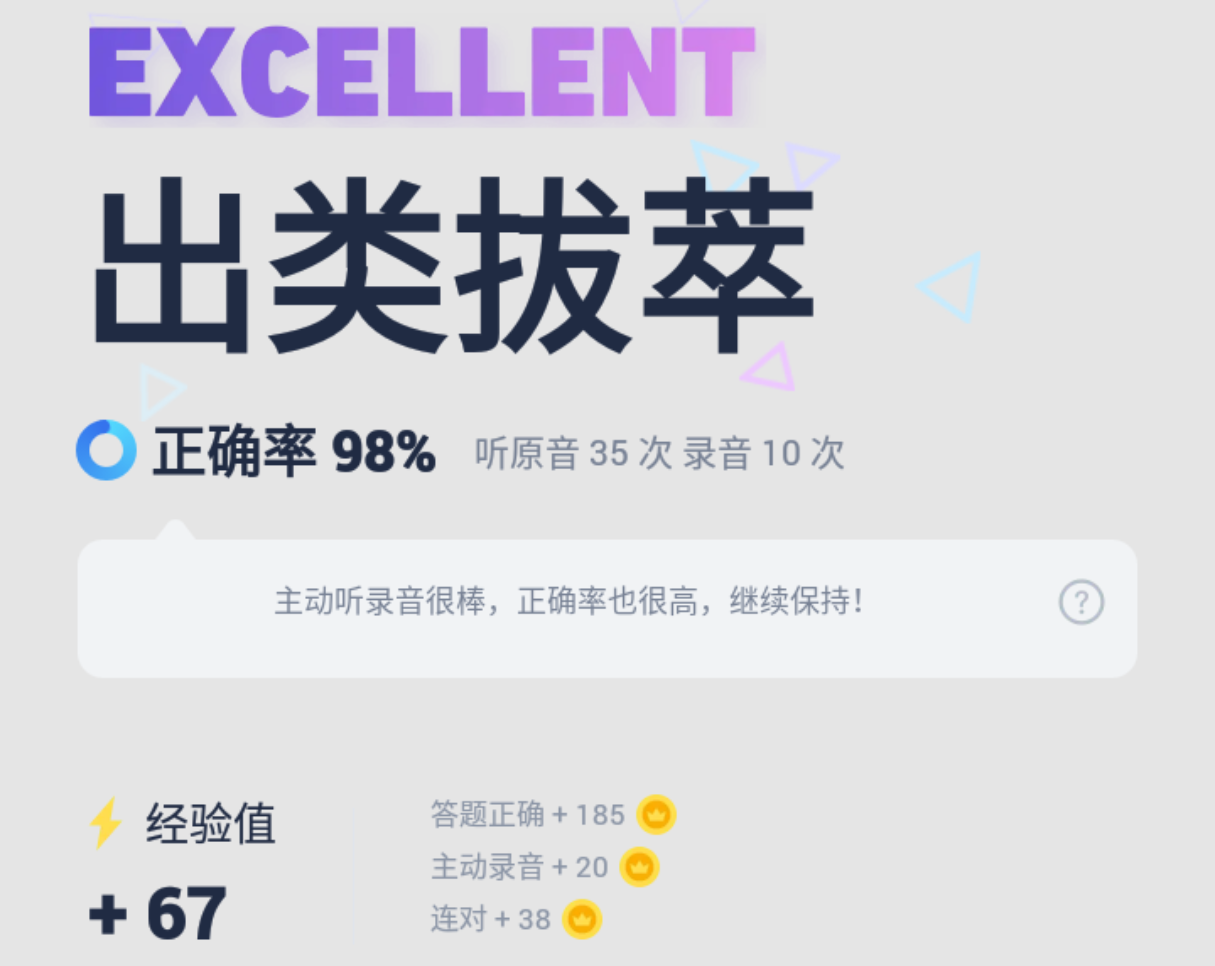 EXCELLENT
出类拔萃
正确率 98% 听原音 35 次 录音 10 次
主动听录音很棒，正确率也很高，继续保持！
?
经验值
+ 67
答题正确 + 185
主动录音 + 20
连对 + 38